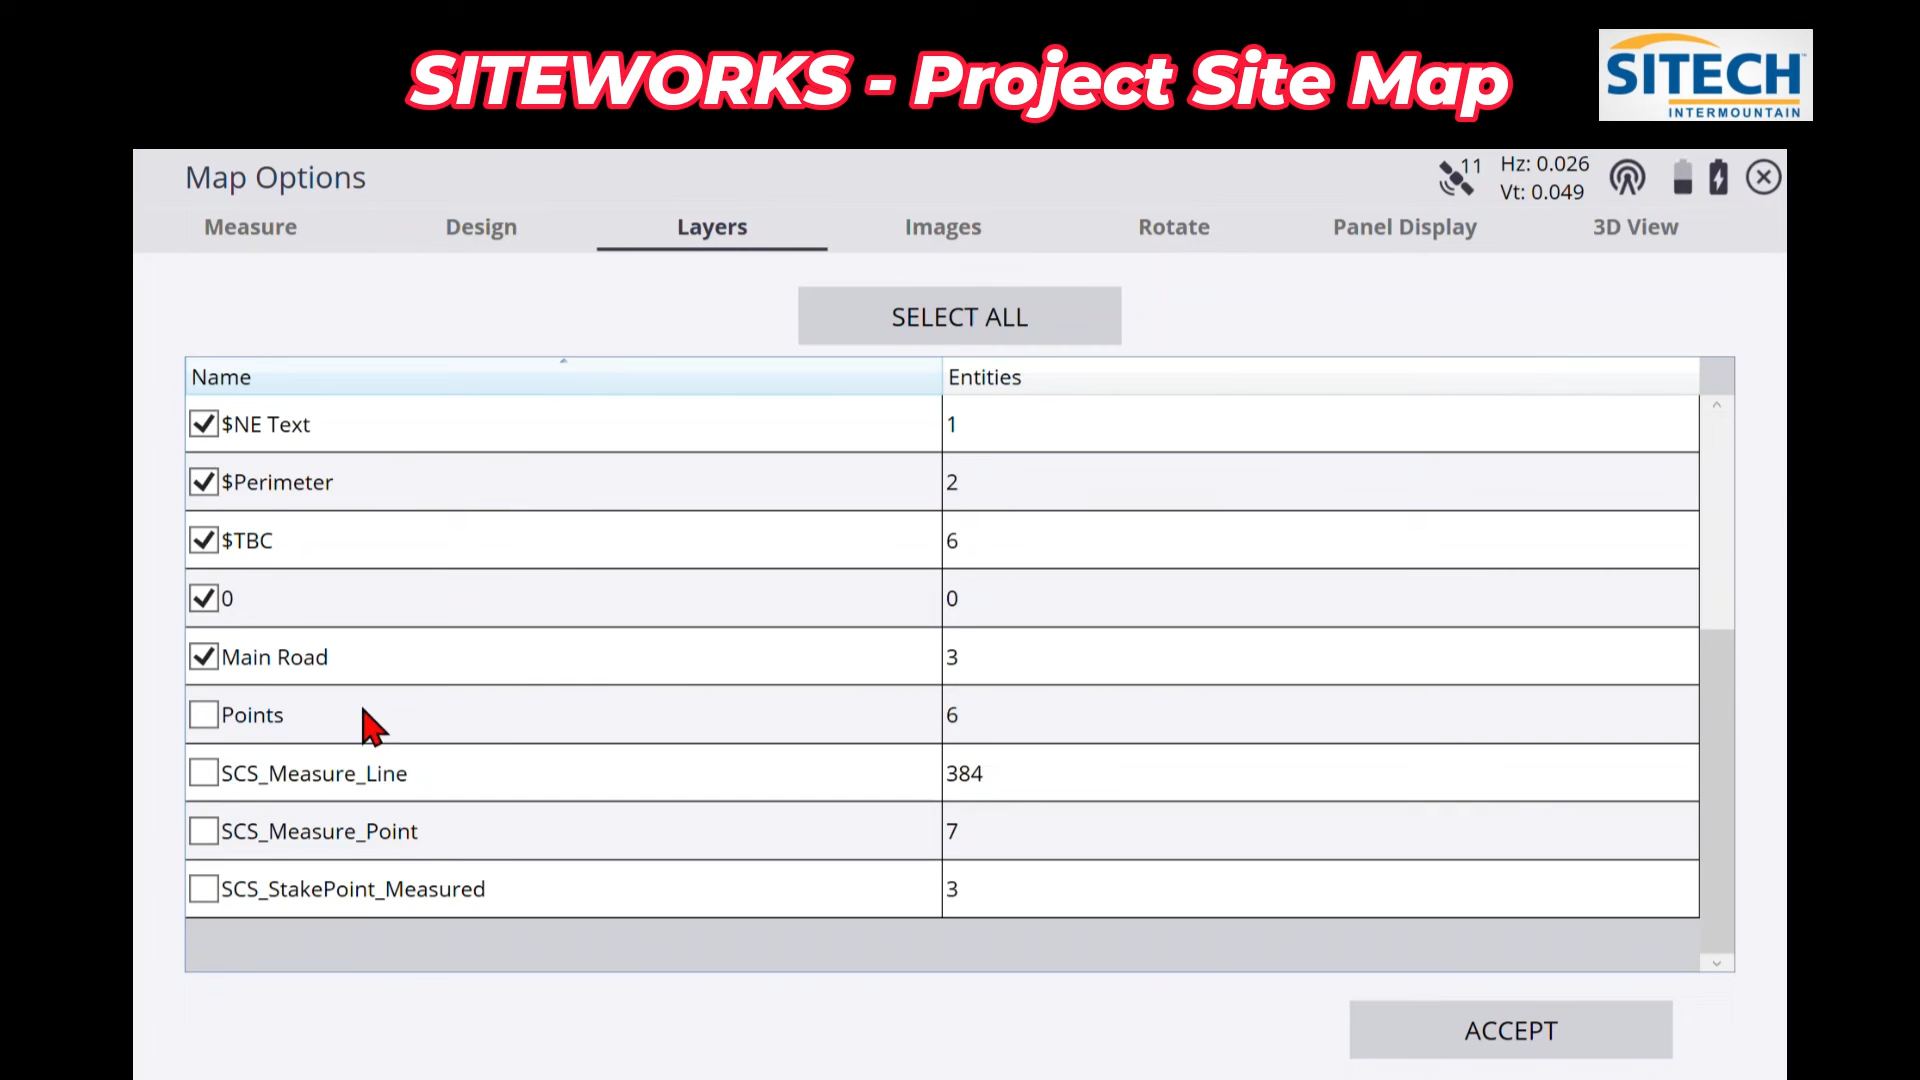 SITEWORKS - Project Site Map
SITECH
INTERMOUNTAIN
Map Options
11
Hz: 0.026
Vt: 0.049
Measure Design Layers Images Rotate Panel Display 3D View
SELECT ALL
Name Entities
$NE Text 1
$Perimeter 2
$TBC 6
0 0
Main Road 3
Points 6
SCS_Measure_Line 384
SCS_Measure_Point 7
SCS_StakePoint_Measured 3
ACCEPT